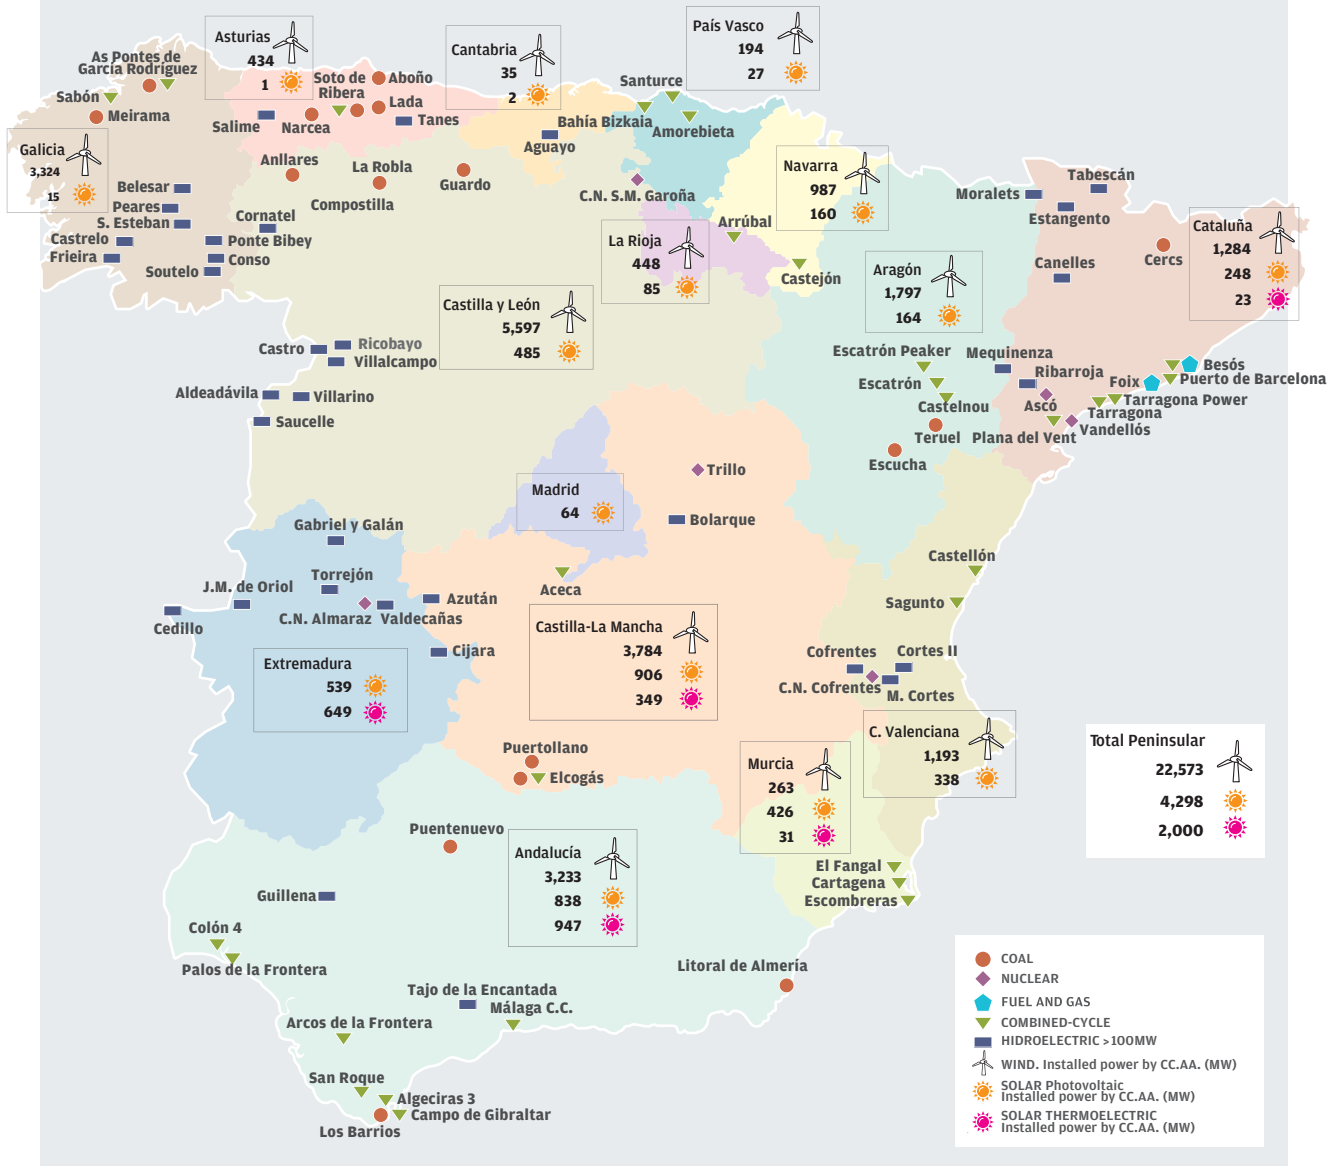 Asturias
434
1
Cantabria
35
2
País Vasco
194
27
As Pontes de
García Rodríguez
Sabón
Meirama
Soto de
Ribera
Aboño
Lada
Salime
Narcea
Tanes
Santurce
Bahía Bizkaia
Amorebieta
Aguayo
Galicia
3,324
15
Anllares
La Robla
Compostilla
Guardo
C.N. S.M. Garoña
Navarra
987
160
Belesar
Peares
S. Esteban
Castrelo
Frieira
Cornatel
Ponte Bibey
Conso
Soutelo
Arrúbal
La Rioja
448
85
Castejón
Moralets
Tabescán
Estangento
Canelles
Cercs
Cataluña
1,284
248
23
Aragón
1,797
164
Castilla y León
5,597
485
Castro
Ricobayo
Villalcampo
Aldeadávila
Villarino
Saucelle
Escatrón Peaker
Escatrón
Castelnou
Teruel
Escucha
Mequinenza
Ribarroja
Ascó
Foix
Besós
Puerto de Barcelona
Tarragona Power
Tarragona
Vandellós
Plana del Vent
Trillo
Madrid
64
Bolarque
Gabriel y Galán
Castellón
Torrejón
J.M. de Oriol
Aceca
Azután
Cedillo
C.N. Almaraz
Valdecañas
Sagunto
Castilla-La Mancha
3,784
906
349
Extremadura
539
649
Cijara
Cofrentes
Cortes II
C.N. Cofrentes
M. Cortes
C. Valenciana
1,193
338
Total Peninsular
22,573
4,298
2,000
Puertollano
Elcogás
Murcia
263
426
31
Puentenuevo
Andalucía
3,233
838
947
El Fangal
Cartagena
Escombreras
Guillena
Colón 4
Palos de la Frontera
Litoral de Almería
Tajo de la Encantada
Málaga C.C.
Arcos de la Frontera
San Roque
Algeciras 3
Campo de Gibraltar
Los Barrios
COAL
NUCLEAR
FUEL AND GAS
COMBINED-CYCLE
HIDROELECTRIC >100MW
WIND. Installed power by CC.AA. (MW)
SOLAR Photovoltaic
Installed power by CC.AA. (MW)
SOLAR THERMOELECTRIC
Installed power by CC.AA. (MW)